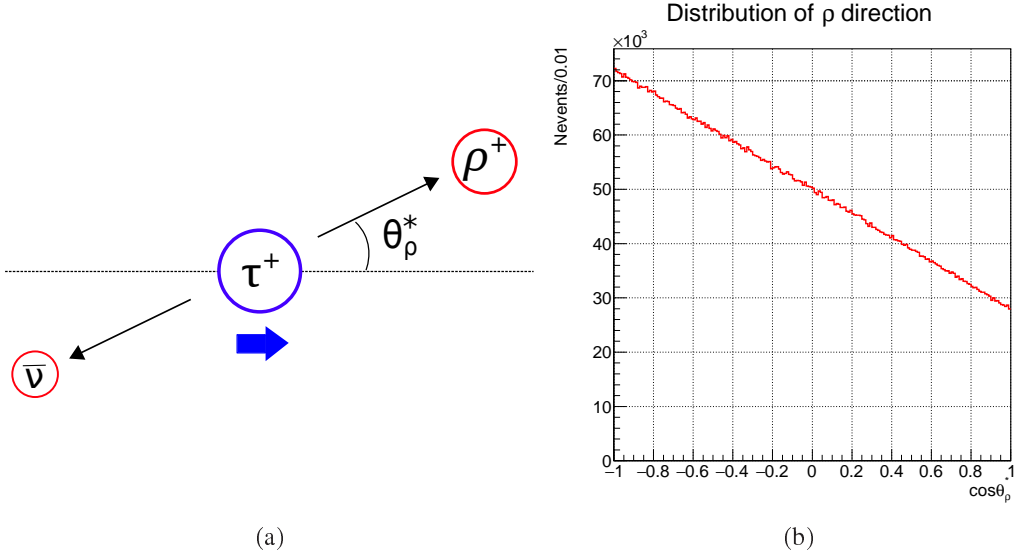 Distribution of ρ direction
×10³
Nevents/0.01
70
60
50
40
30
20
10
0
−1 −0.8 −0.6 −0.4 −0.2 0 0.2 0.4 0.6 0.8 1
cosθ*ρ
ρ⁺
θ*ρ
τ⁺
ν̅
(a)
(b)